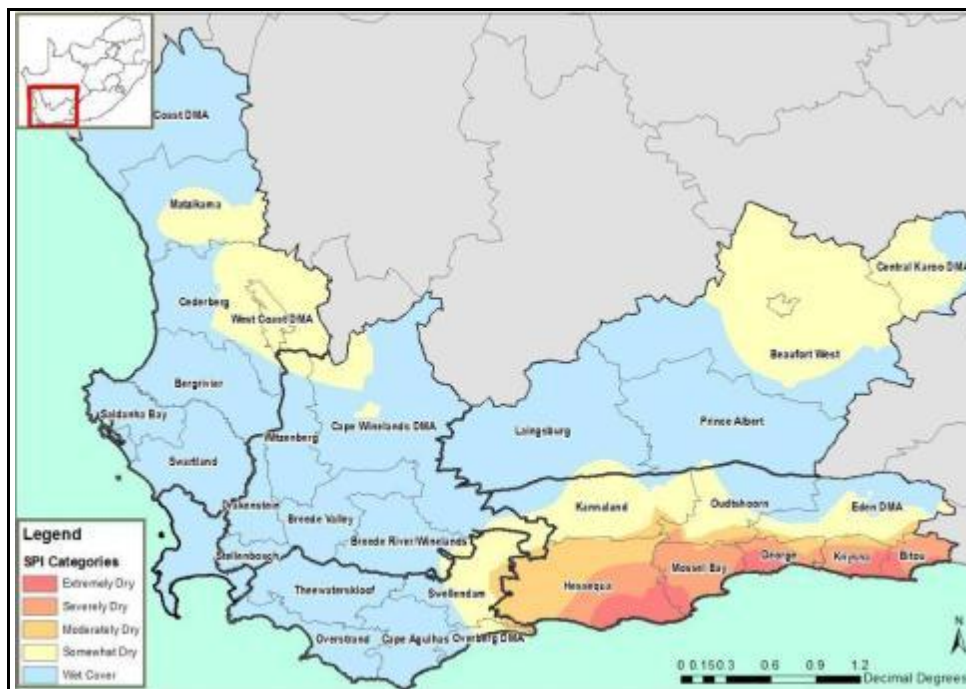 Coast DMA
Matzikama
Central Karoo DMA
Cederberg
West Coast DMA
Beaufort West
Bergrivier
Saldanha Bay
Witzenberg
Cape Winelands DMA
Laingsburg
Prince Albert
Swartland
Drakenstein
Breede Valley
Kannaland
Oudtshoorn
Eden DMA
Stellenbosch
Breede River/Winelands
Mossel Bay
George
Knysna
Bitou
Theewaterskloof
Swellendam
Hessequa
Overstrand
Cape Agulhas
Overberg DMA
Legend
SPI Categories
Extremely Dry
Severely Dry
Moderately Dry
Somewhat Dry
Wet Cover
N
0 0.15 0.3 0.6 0.9 1.2
Decimal Degrees